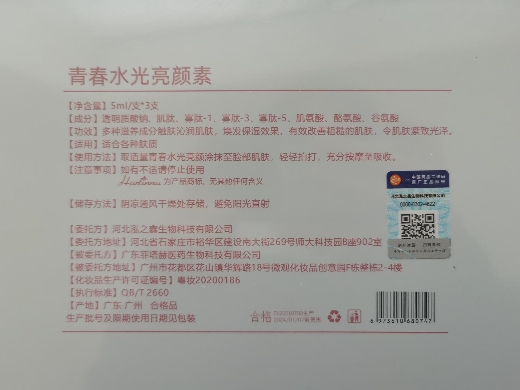 青春水光亮颜素
【净含量】5ml/支*3支
【成分】透明质酸钠、肌肽、寡肽-1、寡肽-3、寡肽-5、肌氨酸、酪氨酸、谷氨酸
【功效】多种滋养成分触肤沁润肌肤，焕发保湿效果，有效改善粗糙的肌肤，令肌肤紧致光泽。
【适用】适合各种肤质
【使用方法】取适量青春水光亮颜涂抹至脸部肌肤，轻轻拍打，充分按摩至吸收。
【注意事项】如有不适请停止使用
为产品商标，无其他任何含义
【储存方法】阴凉通风干燥处存储，避免阳光直射
【委托方】河北泓之鑫生物科技有限公司
【委托方地址】河北省石家庄市裕华区建设南大街269号师大科技园B座902室
【被委托方】广东亚塔赫医药生物科技有限公司
【被委托方地址】广州市花都区花山镇华辉路18号微观化妆品创意园F栋整栋2-4楼
【化妆品生产许可证编号】粤妆20200186
【执行标准】QB/T 2660
【产地】广东·广州 合格品
生产批号及限期使用日期见包装
合格
6973610680747